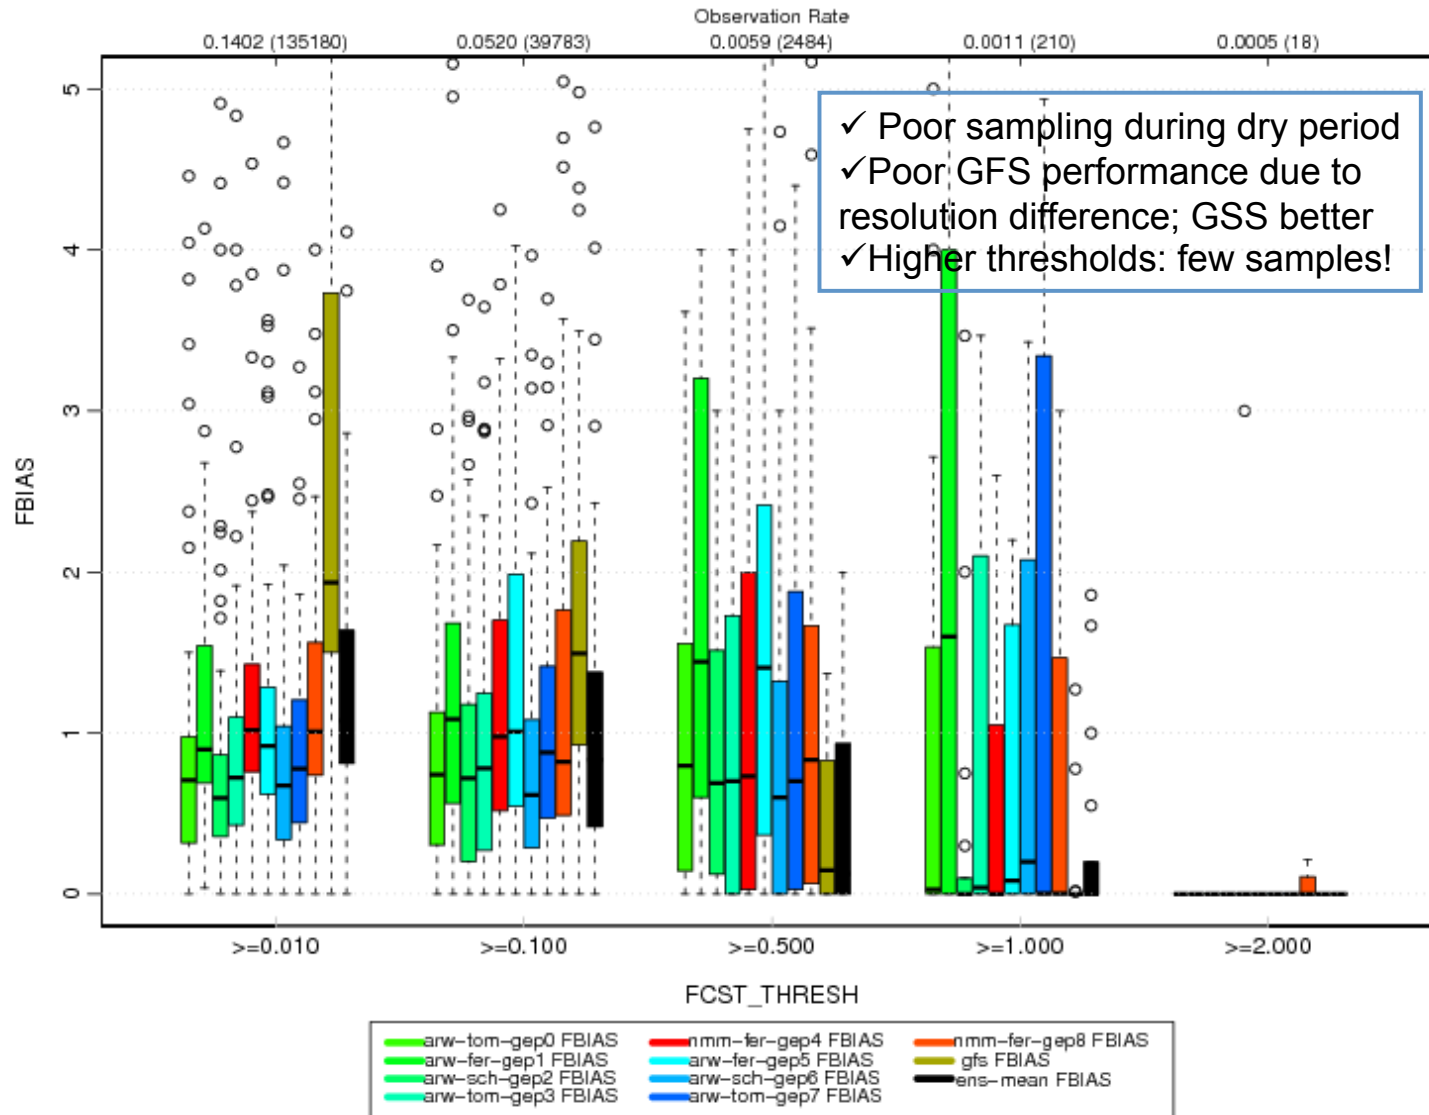 Observation Rate
0.1402 (135180) 0.0520 (39783) 0.0059 (2484) 0.0011 (210) 0.0005 (18)
✓ Poor sampling during dry period
✓Poor GFS performance due to
resolution difference; GSS better
✓Higher thresholds: few samples!
5
4
3
2
1
0
FBIAS
>=0.010 >=0.100 >=0.500 >=1.000 >=2.000
FCST_THRESH
arw-tom-gep0 FBIAS nmm-fer-gep4 FBIAS nmm-fer-gep8 FBIAS
arw-fer-gep1 FBIAS arw-fer-gep5 FBIAS gfs FBIAS
arw-sch-gep2 FBIAS arw-sch-gep6 FBIAS ens-mean FBIAS
arw-tom-gep3 FBIAS arw-tom-gep7 FBIAS